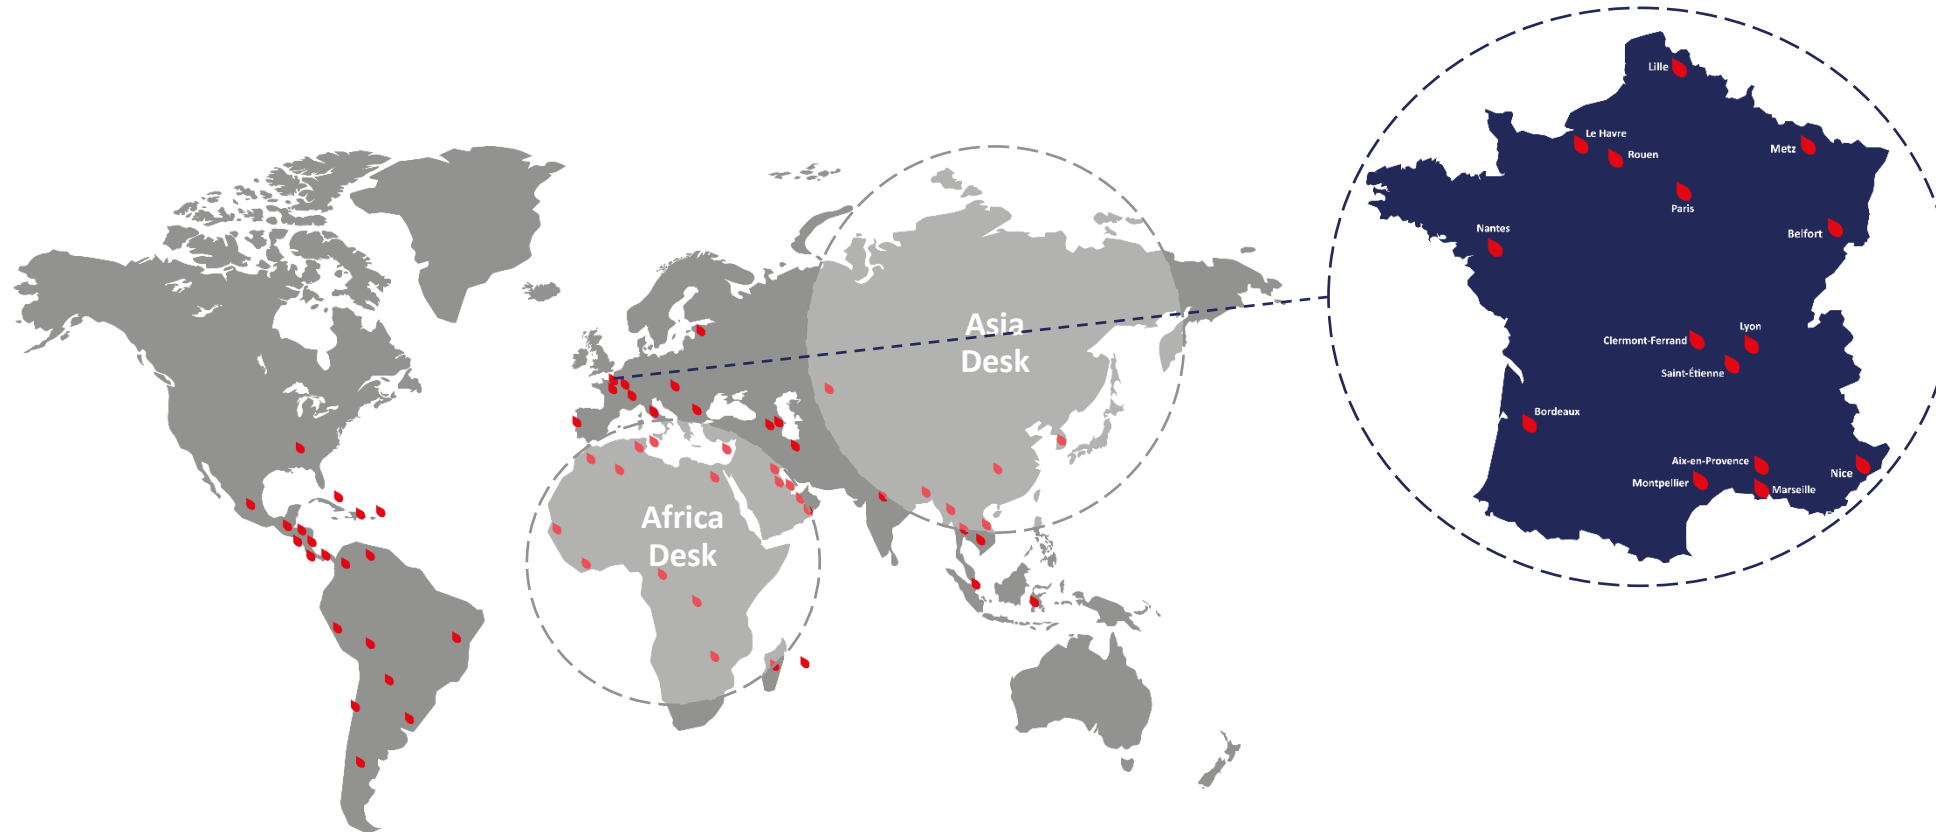 Asia
Desk
Africa
Desk
Lille
Le Havre
Rouen
Metz
Paris
Nantes
Belfort
Lyon
Clermont-Ferrand
Saint-Étienne
Bordeaux
Aix-en-Provence
Nice
Montpellier
Marseille